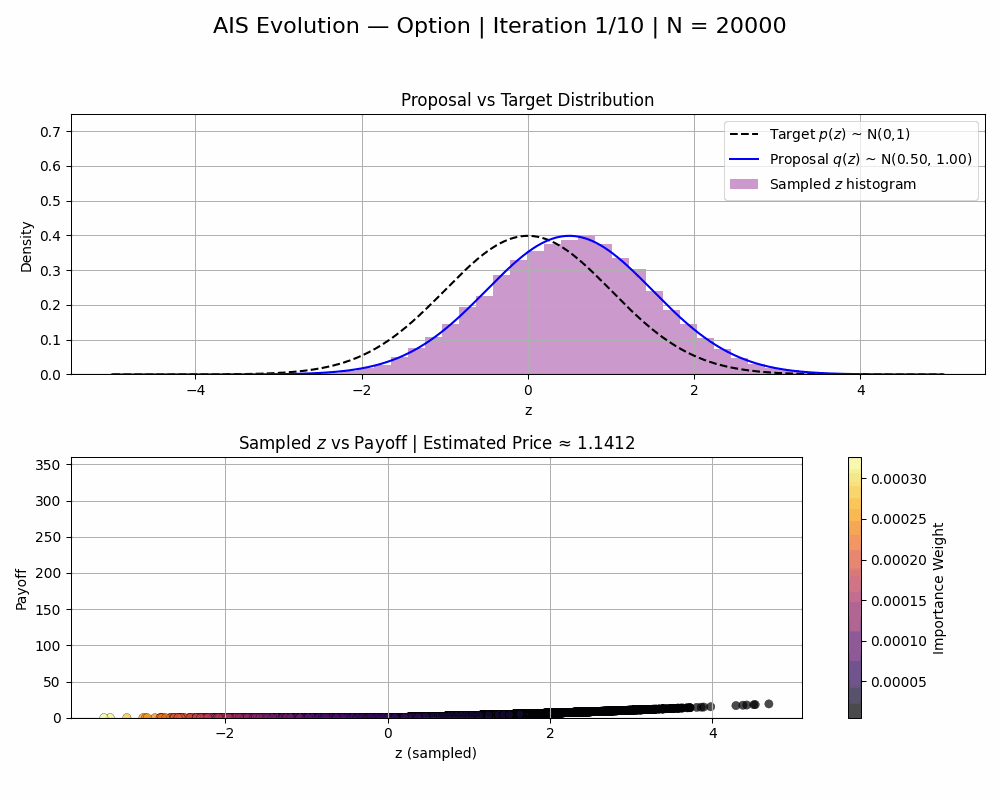 AIS Evolution — Option | Iteration 1/10 | N = 20000
Proposal vs Target Distribution
Density
0.7
0.6
0.5
0.4
0.3
0.2
0.1
0.0
−4
−2
0
2
4
z
Target p(z) ~ N(0,1)
Proposal q(z) ~ N(0.50, 1.00)
Sampled z histogram
Sampled z vs Payoff | Estimated Price ≈ 1.1412
Payoff
350
300
250
200
150
100
50
0
−2
0
2
4
z (sampled)
0.00030
0.00025
0.00020
0.00015
0.00010
0.00005
Importance Weight